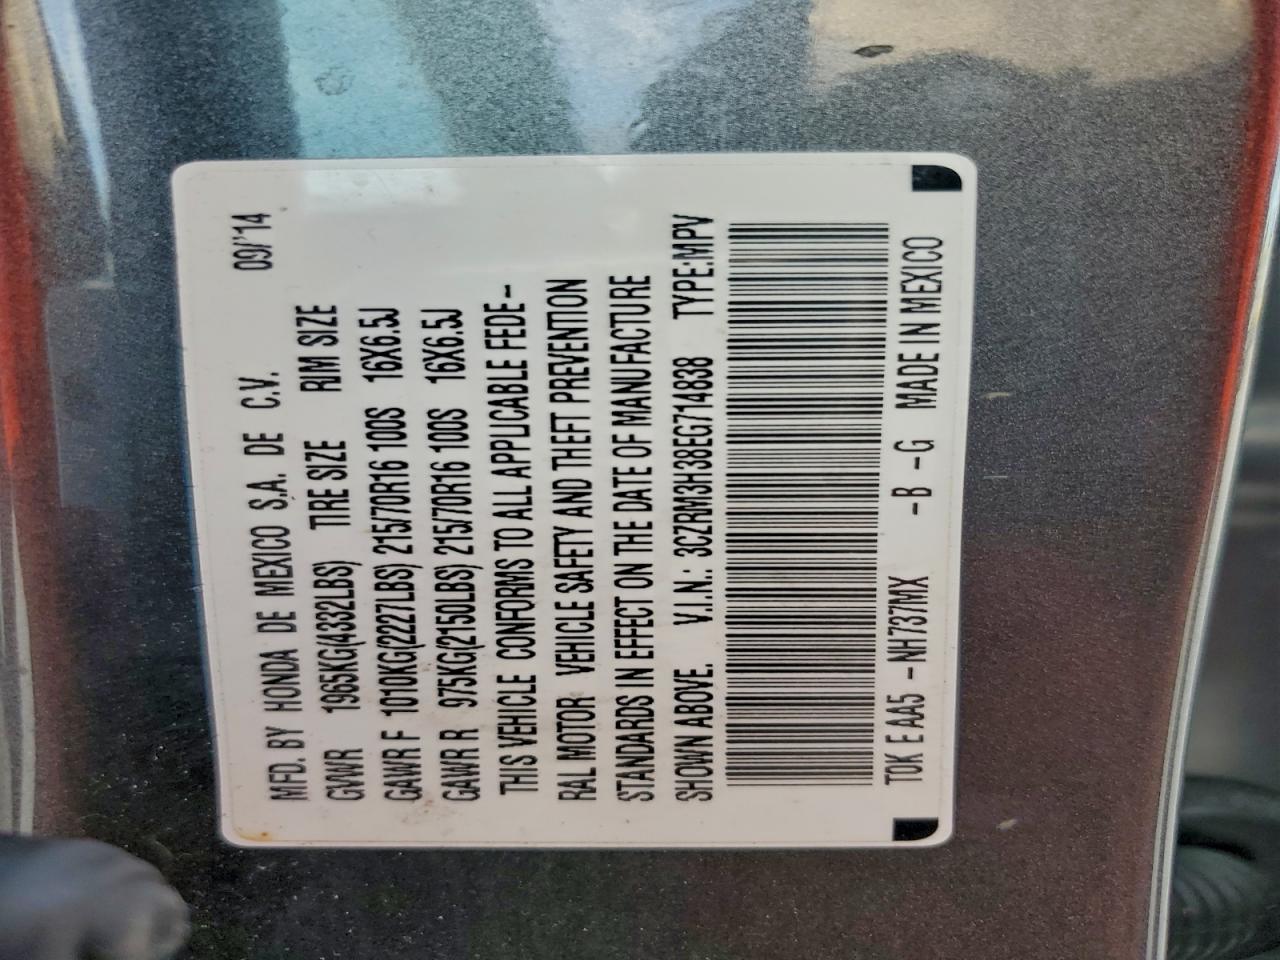 MFD. BY HONDA DE MEXICO S.A. DE C.V. 09/'14
GVWR 1965KG(4332LBS) TIRE SIZE RIM SIZE
GAWR F 1010KG(2227LBS) 215/70R16 100S 16X6.5J
GAWR R 975KG(2150LBS) 215/70R16 100S 16X6.5J
THIS VEHICLE CONFORMS TO ALL APPLICABLE FEDE-
RAL MOTOR VEHICLE SAFETY AND THEFT PREVENTION
STANDARDS IN EFFECT ON THE DATE OF MANUFACTURE
SHOWN ABOVE. V.I.N.: 3CZRM3H38EG714838 TYPE:MPV
T0K E AA5 -NH737MX -B -G MADE IN MEXICO